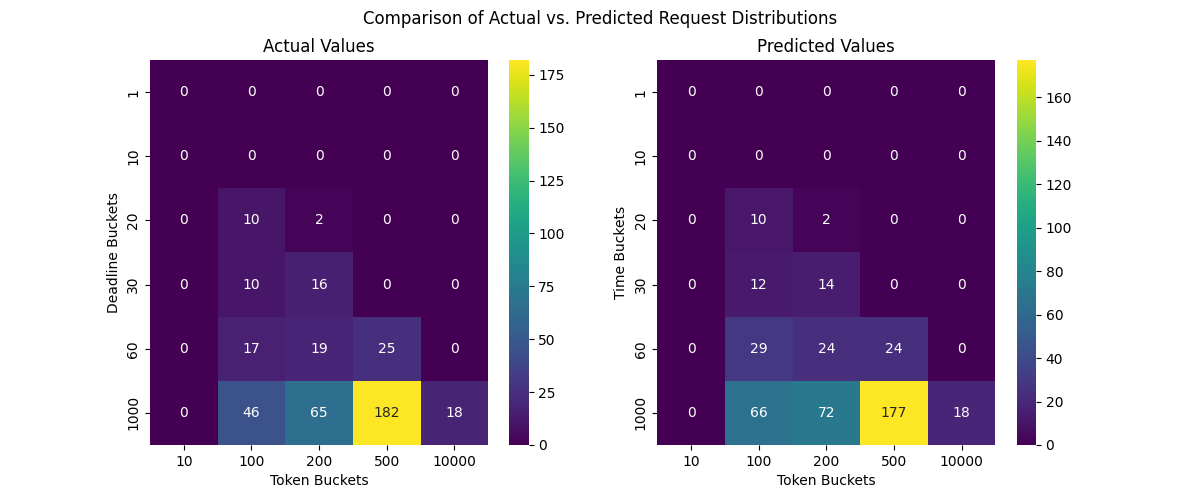 Comparison of Actual vs. Predicted Request Distributions
Actual Values
Deadline Buckets
1 0 0 0 0 0
10 0 0 0 0 0
20 0 10 2 0 0
30 0 10 16 0 0
60 0 17 19 25 0
1000 0 46 65 182 18
10 100 200 500 10000
Token Buckets
175
150
125
100
75
50
25
0
Predicted Values
Time Buckets
1 0 0 0 0 0
10 0 0 0 0 0
20 0 10 2 0 0
30 0 12 14 0 0
60 0 29 24 24 0
1000 0 66 72 177 18
10 100 200 500 10000
Token Buckets
160
140
120
100
80
60
40
20
0